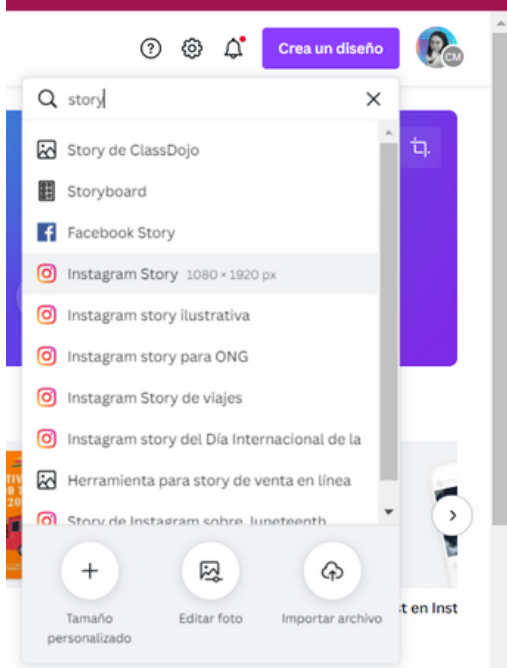 Crea un diseño
CM
story
Story de ClassDojo
Storyboard
Facebook Story
Instagram Story 1080 × 1920 px
Instagram story ilustrativa
Instagram story para ONG
Instagram Story de viajes
Instagram story del Día Internacional de la
Herramienta para story de venta en línea
Story de Instagram sobre Juneteenth
Tamaño
personalizado
Editar foto
Importar archivo
t en Inst